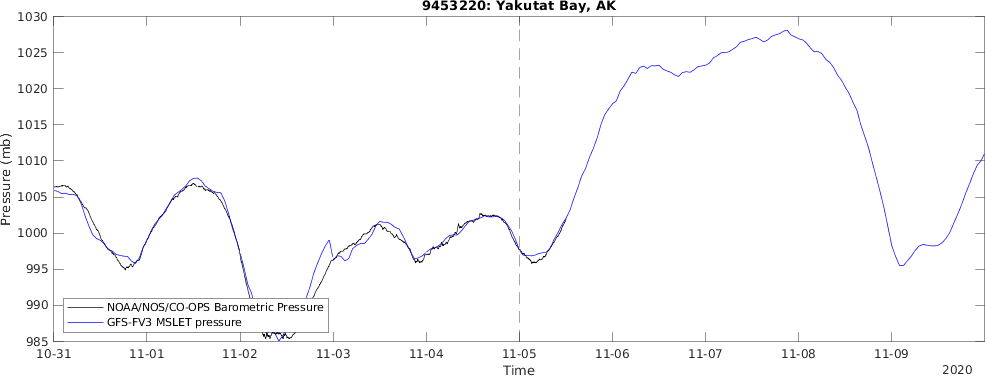 9453220: Yakutat Bay, AK
1030
1025
1020
1015
1010
1005
1000
995
990
985
Pressure (mb)
NOAA/NOS/CO-OPS Barometric Pressure
GFS-FV3 MSLET pressure
10-31 11-01 11-02 11-03 11-04 11-05 11-06 11-07 11-08 11-09
Time
2020